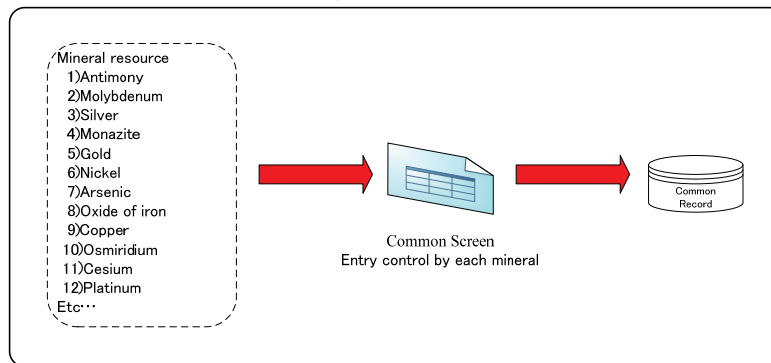 Mineral resource
1)Antimony
2)Molybdenum
3)Silver
4)Monazite
5)Gold
6)Nickel
7)Arsenic
8)Oxide of iron
9)Copper
10)Osmiridium
11)Cesium
12)Platinum
Etc…
Common Screen
Entry control by each mineral
Common
Record